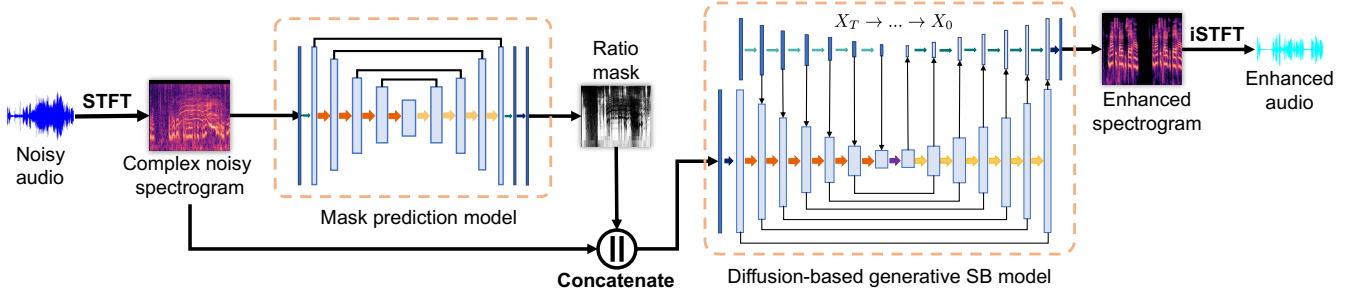 STFT
Noisy
audio
Complex noisy
spectrogram
Mask prediction model
Ratio
mask
||
Concatenate
X_T → ... → X_0
Diffusion-based generative SB model
Enhanced
spectrogram
iSTFT
Enhanced
audio